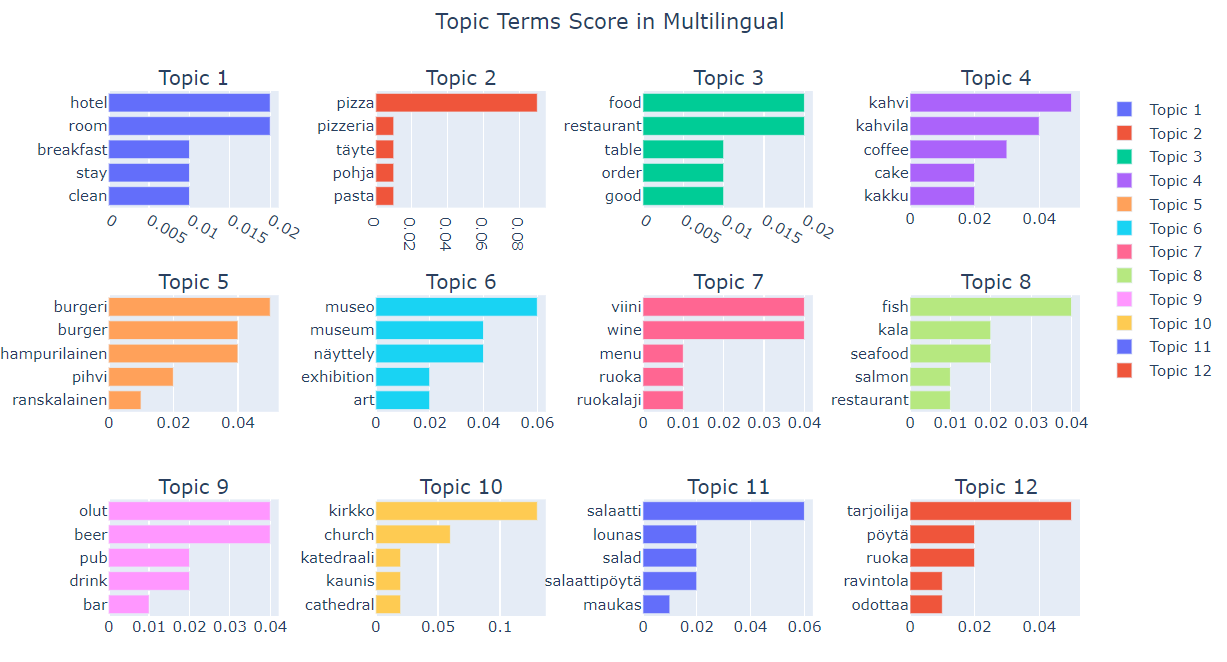 Topic Terms Score in Multilingual
Topic 1
hotel
room
breakfast
stay
clean
0 0.005 0.01 0.015 0.02
Topic 2
pizza
pizzeria
täyte
pohja
pasta
0 0.02 0.04 0.06 0.08
Topic 3
food
restaurant
table
order
good
0 0.005 0.01 0.015 0.02
Topic 4
kahvi
kahvila
coffee
cake
kakku
0 0.02 0.04
Topic 5
burgeri
burger
hampurilainen
pihvi
ranskalainen
0 0.02 0.04
Topic 6
museo
museum
näyttely
exhibition
art
0 0.02 0.04 0.06
Topic 7
viini
wine
menu
ruoka
ruokalaji
0 0.01 0.02 0.03 0.04
Topic 8
fish
kala
seafood
salmon
restaurant
0 0.01 0.02 0.03 0.04
Topic 9
olut
beer
pub
drink
bar
0 0.01 0.02 0.03 0.04
Topic 10
kirkko
church
katedraali
kaunis
cathedral
0 0.05 0.1
Topic 11
salaatti
lounas
salad
salaattipöytä
maukas
0 0.02 0.04 0.06
Topic 12
tarjoilija
pöytä
ruoka
ravintola
odottaa
0 0.02 0.04
Topic 1
Topic 2
Topic 3
Topic 4
Topic 5
Topic 6
Topic 7
Topic 8
Topic 9
Topic 10
Topic 11
Topic 12